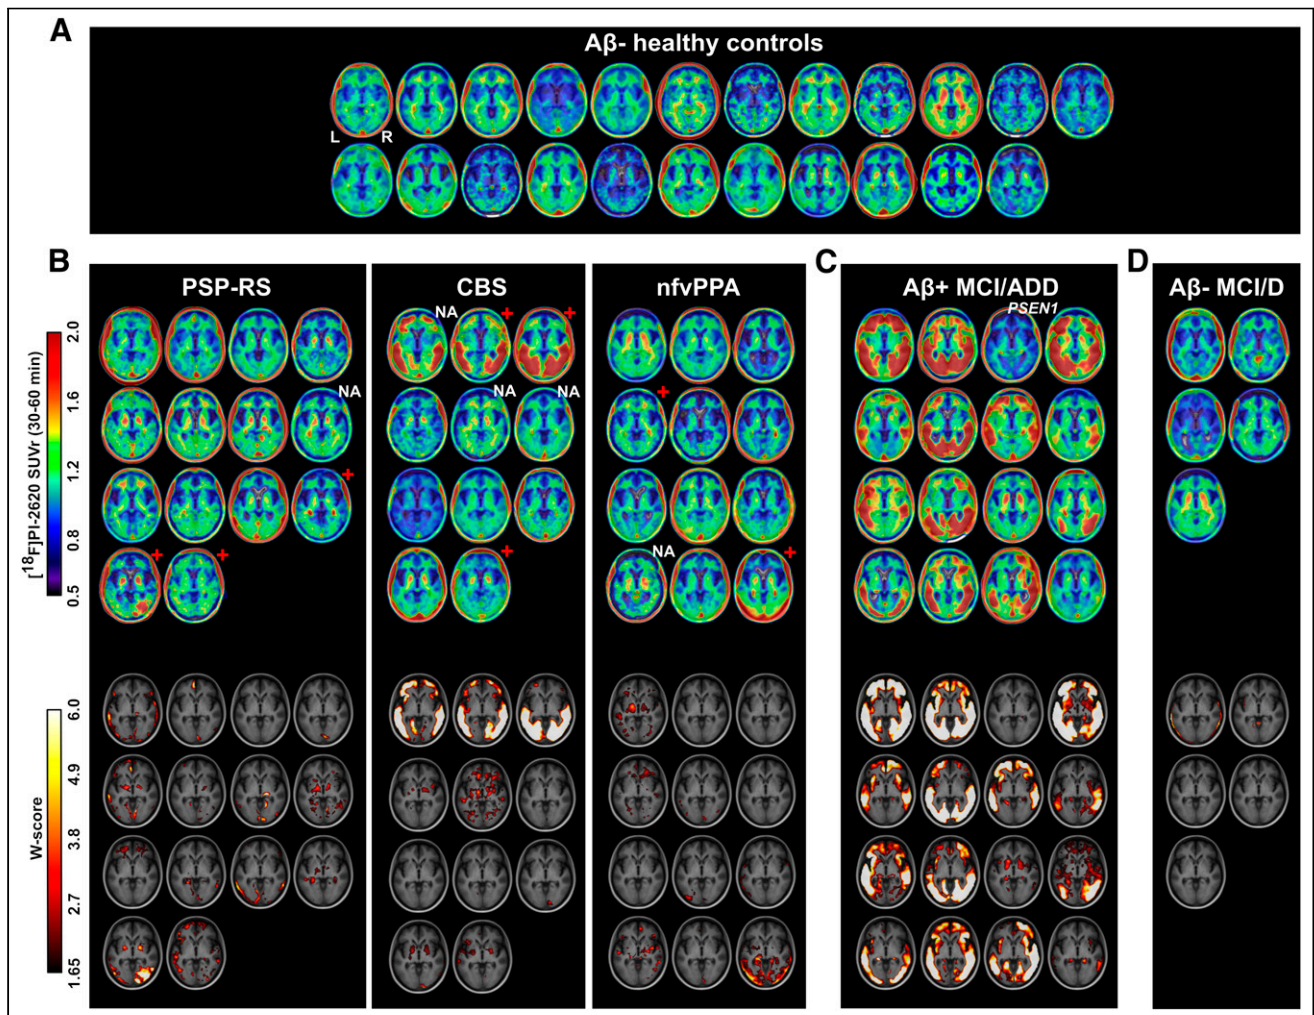 A
Aβ- healthy controls
L R
B
PSP-RS
CBS
nfvPPA
C
Aβ+ MCI/ADD
PSEN1
D
Aβ- MCI/D
NA
+
+
NA
NA
NA
+
+
+
+
+
NA
+
[¹⁸F]PI-2620 SUVr (30-60 min)
2.0
1.6
1.2
0.8
0.5
W-score
6.0
4.9
3.8
2.7
1.65